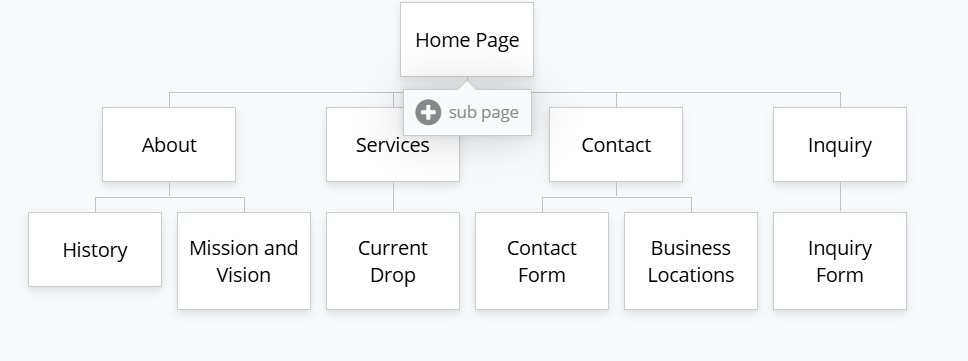 Home Page
sub page
About
Services
Contact
Inquiry
History
Mission and
Vision
Current
Drop
Contact
Form
Business
Locations
Inquiry
Form